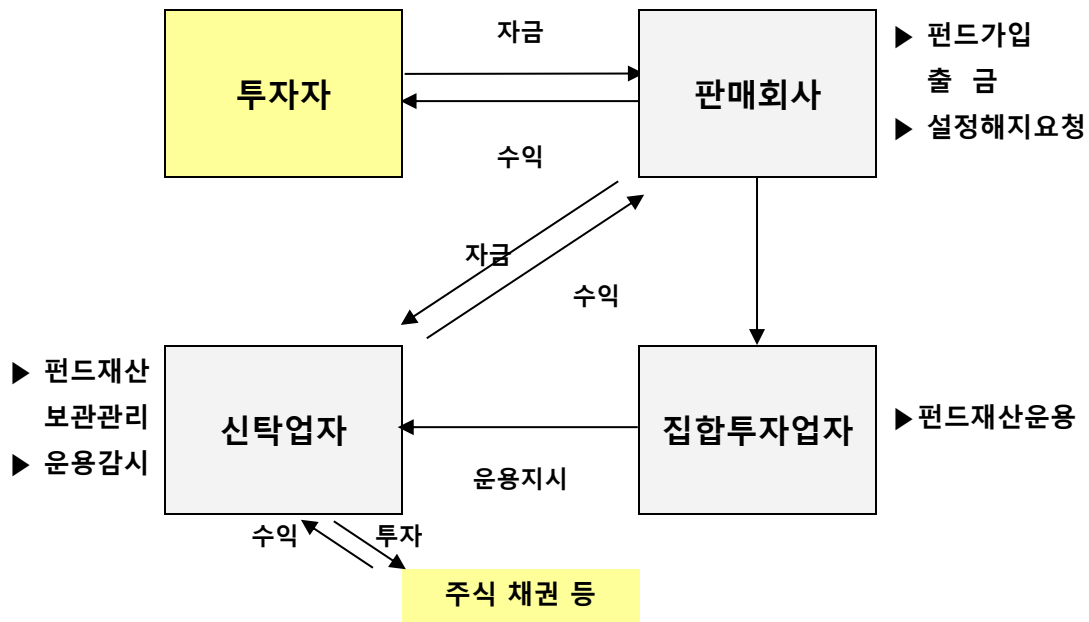 자금
투자자
판매회사
▶ 펀드가입
출 금
▶ 설정해지요청
수익
자금
수익
▶ 펀드재산
보관관리
▶ 운용감시
신탁업자
집합투자업자
▶펀드재산운용
운용지시
수익
투자
주식 채권 등